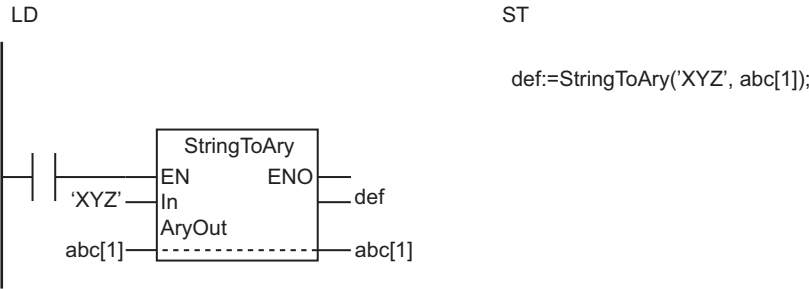 LD
ST
def:=StringToAry('XYZ', abc[1]);
StringToAry
EN ENO
‘XYZ’ In def
AryOut
abc[1] abc[1]